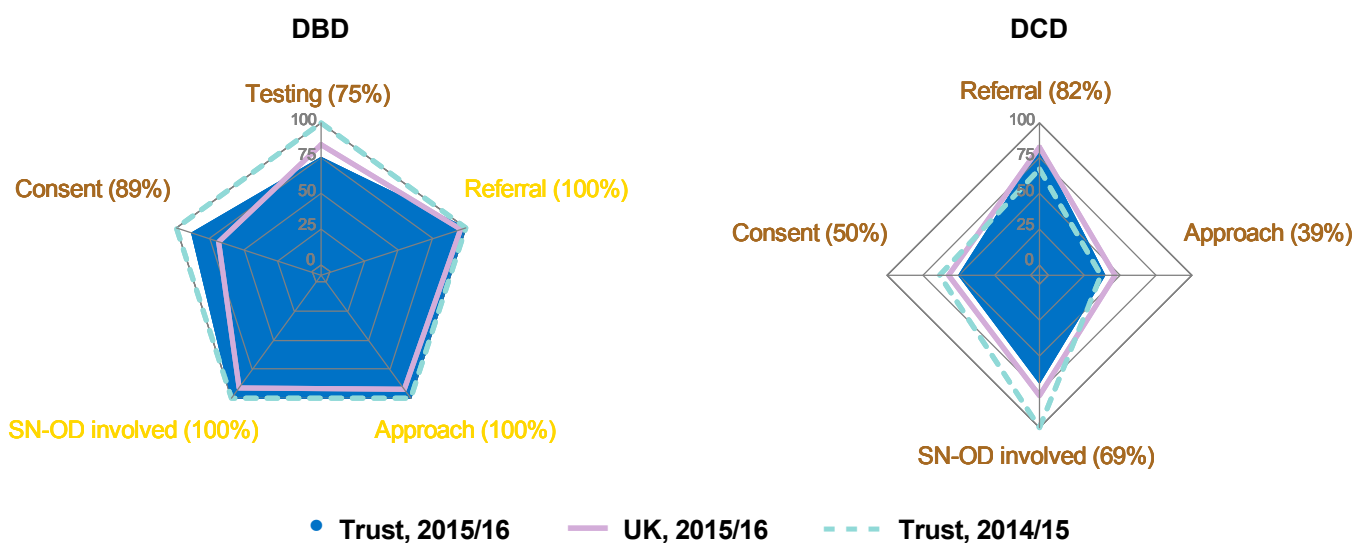 DBD
Testing (75%)
100
75
50
25
0
Consent (89%)
Referral (100%)
SN-OD involved (100%)
Approach (100%)
DCD
Referral (82%)
100
75
50
25
0
Consent (50%)
Approach (39%)
SN-OD involved (69%)
Trust, 2015/16
UK, 2015/16
Trust, 2014/15